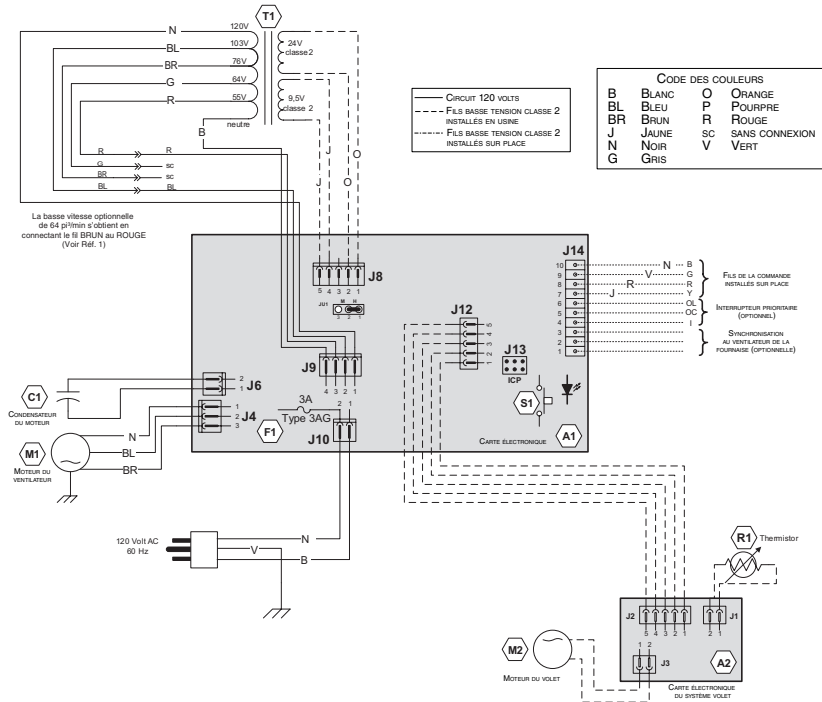 T1
N
120V
BL
103V
BR
76V
G
64V
R
55V
B
neutre
24V
classe 2
9,5V
classe 2
J
O
J
O
R
R
G
SC
BR
SC
BL
BL
La basse vitesse optionnelle
de 64 pi³/min s'obtient en
connectant le fil BRUN au ROUGE
(Voir Réf. 1)
CIRCUIT 120 VOLTS
FILS BASSE TENSION CLASSE 2
INSTALLÉS EN USINE
FILS BASSE TENSION CLASSE 2
INSTALLÉS SUR PLACE
CODE DES COULEURS
B BLANC O ORANGE
BL BLEU P POURPRE
BR BRUN R ROUGE
J JAUNE SC SANS CONNEXION
N NOIR V VERT
G GRIS
J8
5 4 3 2 1
JU1
M H
3 2 1
J9
4 3 2 1
J6
2
1
J4
1
2
3
3A
Type 3AG
F1
2 1
J10
J12
5
4
3
2
1
J13
ICP
S1
CARTE ÉLECTRONIQUE
A1
J14
10
9
8
7
6
5
4
3
2
1
N B
V G
R R
J Y
OL
OC
I
FILS DE LA COMMANDE
INSTALLÉS SUR PLACE
INTERRUPTEUR PRIORITAIRE
(OPTIONNEL)
SYNCHRONISATION
AU VENTILATEUR DE LA
FOURNAISE (OPTIONNELLE)
C1
CONDENSATEUR
DU MOTEUR
M1
MOTEUR DU
VENTILATEUR
N
BL
BR
120 Volt AC
60 Hz
N
V
B
R1
Thermistor
J2
5 4 3 2 1
J1
2 1
1 2
J3
A2
M2
MOTEUR DU VOLET
CARTE ÉLECTRONIQUE
DU SYSTÈME VOLET